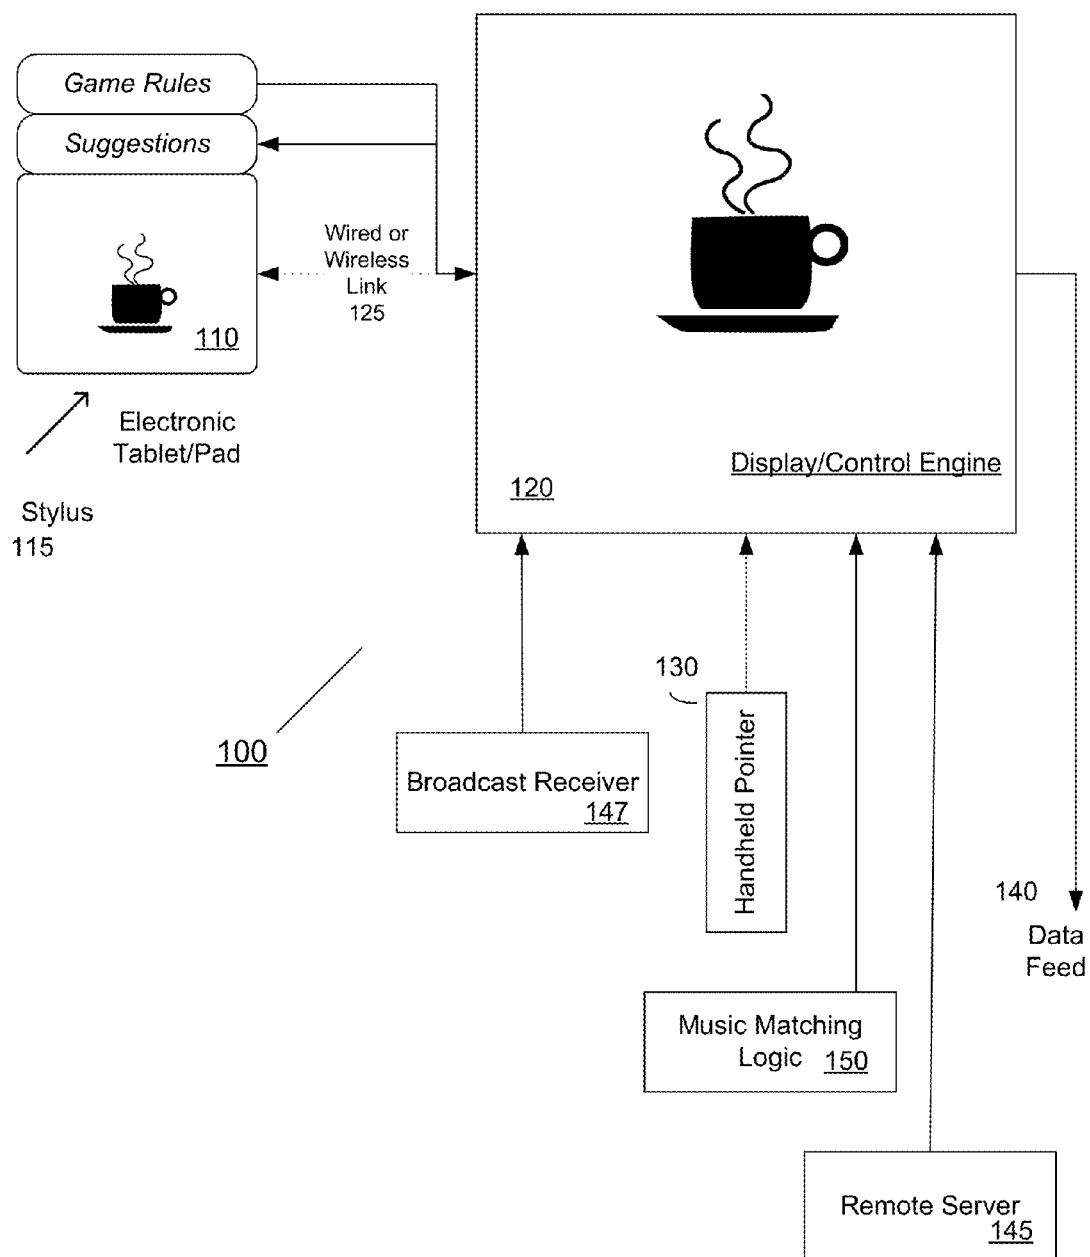 Game Rules
Suggestions
110
Wired or
Wireless
Link
125
Electronic
Tablet/Pad
Stylus
115
Display/Control Engine
120
100
Broadcast Receiver
147
130
Handheld Pointer
140
Data
Feed
Music Matching
Logic 150
Remote Server
145